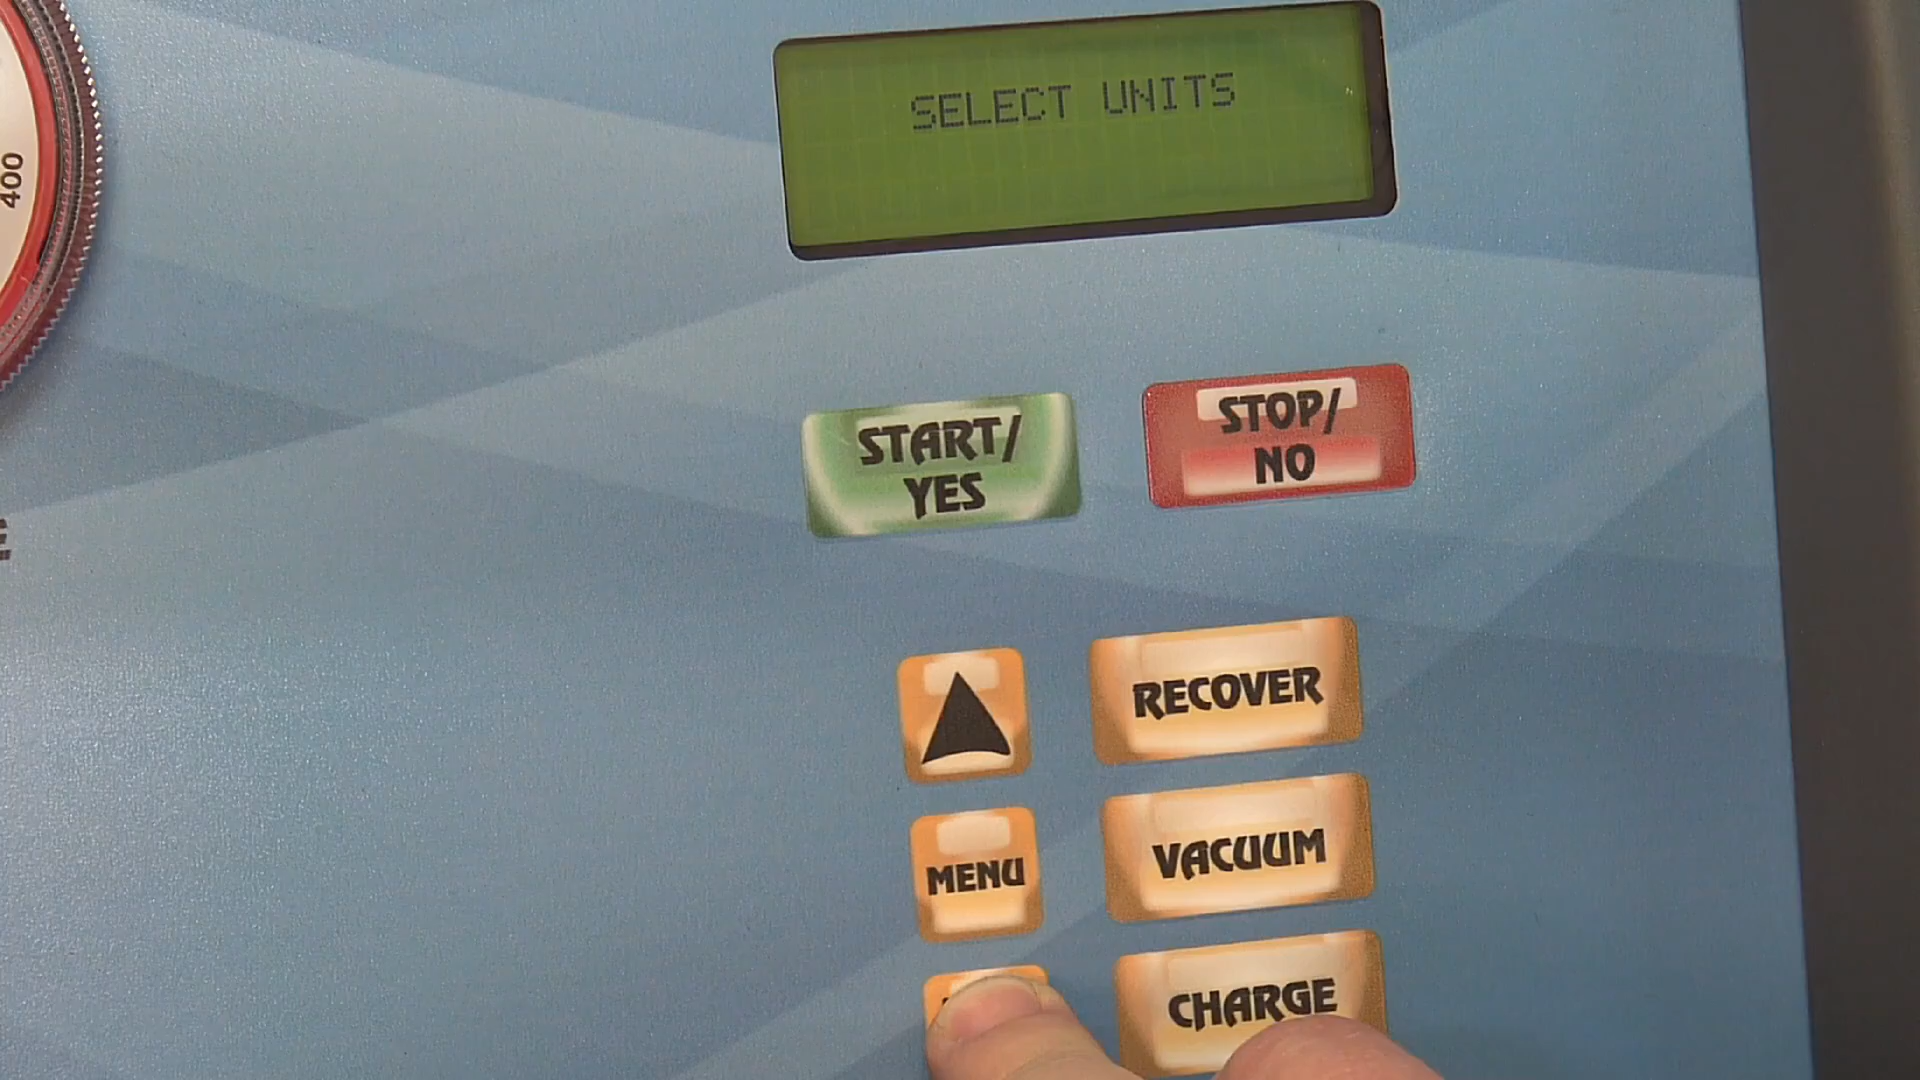 400
SELECT UNITS
START/
YES
STOP/
NO
RECOVER
MENU
VACUUM
CHARGE